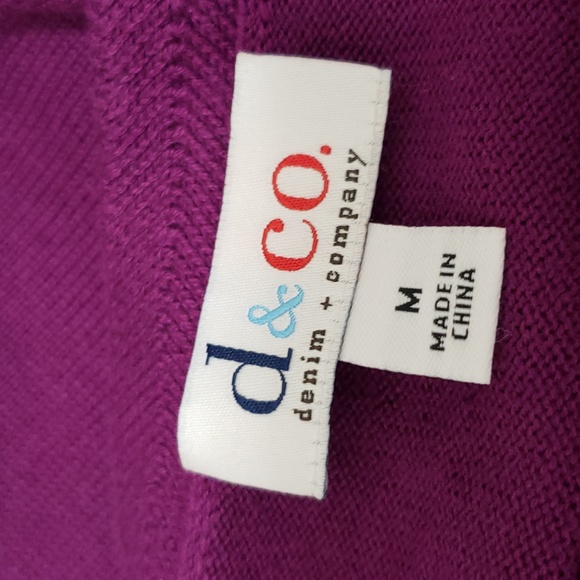 d&co.
denim + company
M
MADE IN
CHINA